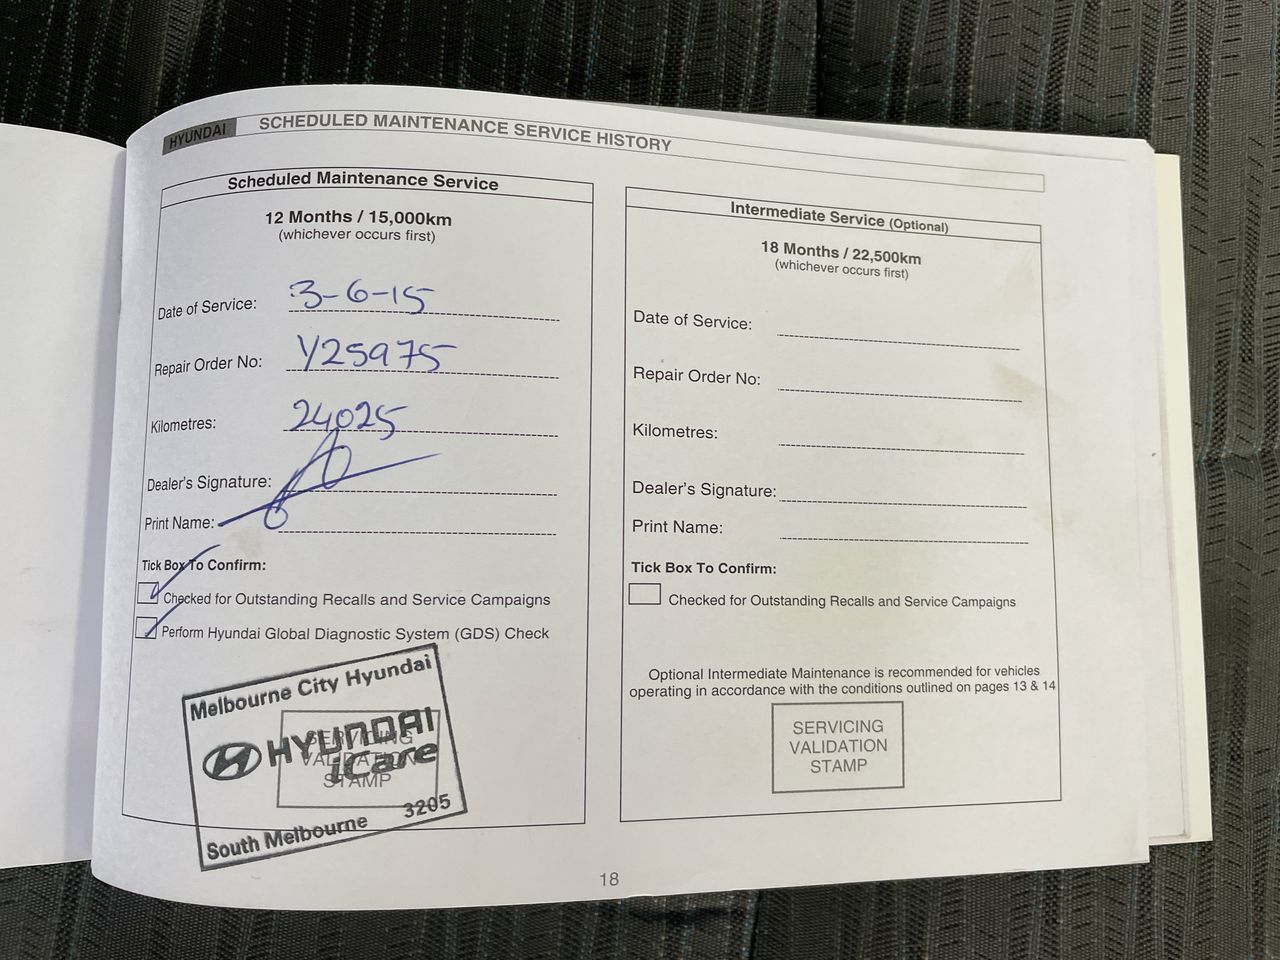 HYUNDAI
SCHEDULED MAINTENANCE SERVICE HISTORY
Scheduled Maintenance Service
12 Months / 15,000km
(whichever occurs first)
Date of Service: 3-6-15
Repair Order No: Y25975
Kilometres: 24025
Dealer's Signature:
Print Name:
Tick Box To Confirm:
Checked for Outstanding Recalls and Service Campaigns
Perform Hyundai Global Diagnostic System (GDS) Check
SERVICING
VALIDATION
STAMP
Melbourne City Hyundai
HYUNDAI
iCare
South Melbourne 3205
Intermediate Service (Optional)
18 Months / 22,500km
(whichever occurs first)
Date of Service:
Repair Order No:
Kilometres:
Dealer's Signature:
Print Name:
Tick Box To Confirm:
Checked for Outstanding Recalls and Service Campaigns
Optional Intermediate Maintenance is recommended for vehicles
operating in accordance with the conditions outlined on pages 13 & 14
SERVICING
VALIDATION
STAMP
18